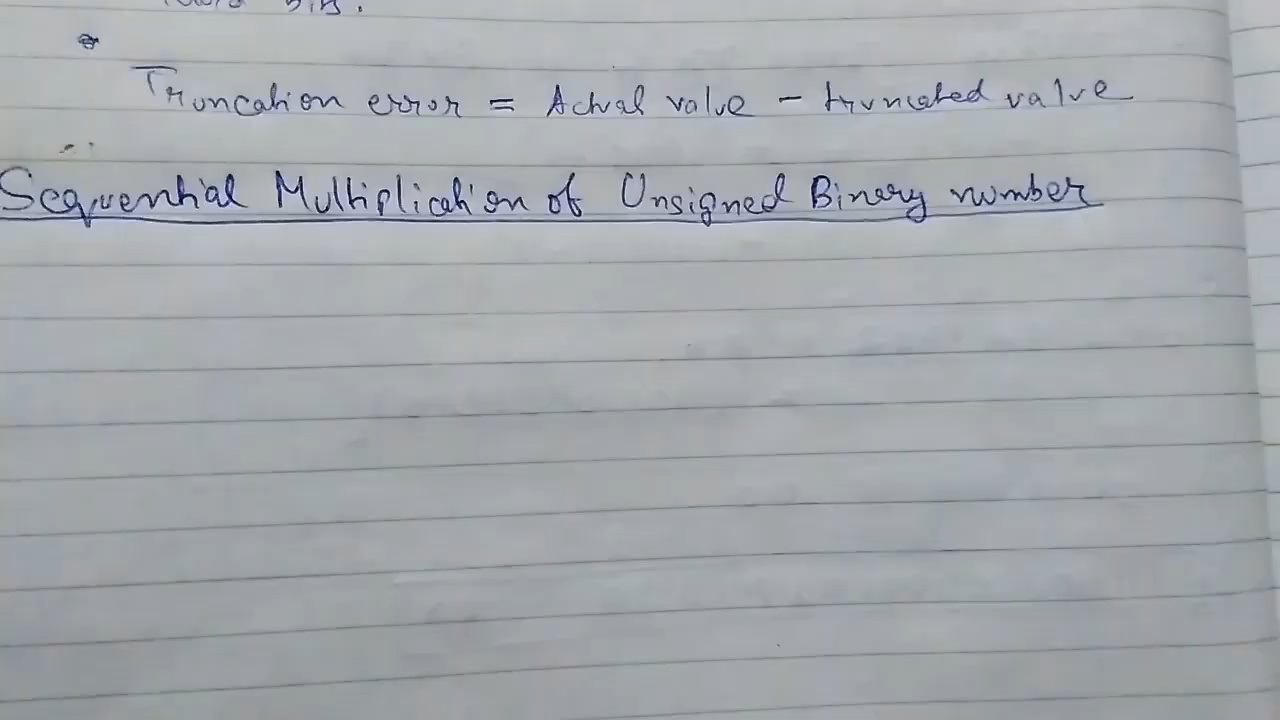 Truncation error = Actual value - truncated value
Sequential Multiplication of Unsigned Binary number